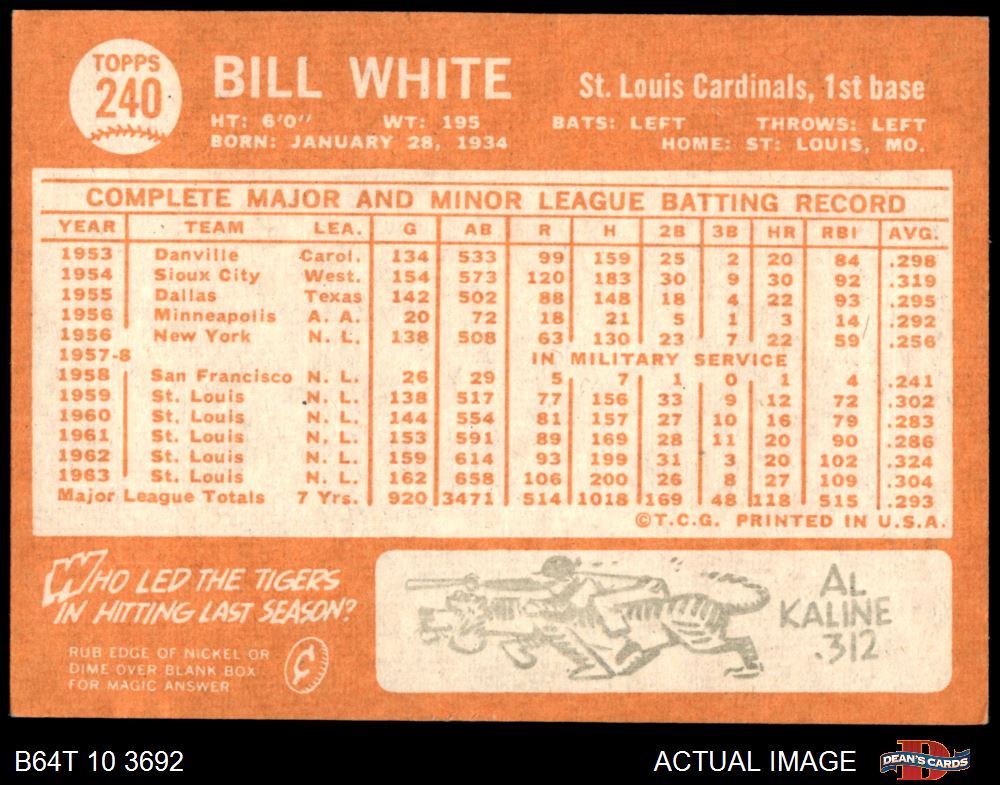 TOPPS
240
BILL WHITE
St. Louis Cardinals, 1st base
HT: 6'0" WT: 195 BATS: LEFT THROWS: LEFT
BORN: JANUARY 28, 1934 HOME: ST: LOUIS, MO.
COMPLETE MAJOR AND MINOR LEAGUE BATTING RECORD
YEAR TEAM LEA. G AB R H 2B 3B HR RBI AVG.
1953 Danville Carol. 134 533 99 159 25 2 20 84 .298
1954 Sioux City West. 154 573 120 183 30 9 30 92 .319
1955 Dallas Texas 142 502 88 148 18 4 22 93 .295
1956 Minneapolis A. A. 20 72 18 21 5 1 3 14 .292
1956 New York N. L. 138 508 63 130 23 7 22 59 .256
1957-8 IN MILITARY SERVICE
1958 San Francisco N. L. 26 29 5 7 1 0 1 4 .241
1959 St. Louis N. L. 138 517 77 156 33 9 12 72 .302
1960 St. Louis N. L. 144 554 81 157 27 10 16 79 .283
1961 St. Louis N. L. 153 591 89 169 28 11 20 90 .286
1962 St. Louis N. L. 159 614 93 199 31 3 20 102 .324
1963 St. Louis N. L. 162 658 106 200 26 8 27 109 .304
Major League Totals 7 Yrs. 920 3471 514 1018 169 48 118 515 .293
©T.C.G. PRINTED IN U.S.A.
WHO LED THE TIGERS
IN HITTING LAST SEASON?
RUB EDGE OF NICKEL OR
DIME OVER BLANK BOX
FOR MAGIC ANSWER
AL
KALINE
.312
B64T 10 3692 ACTUAL IMAGE
D
DEAN'S CARDS